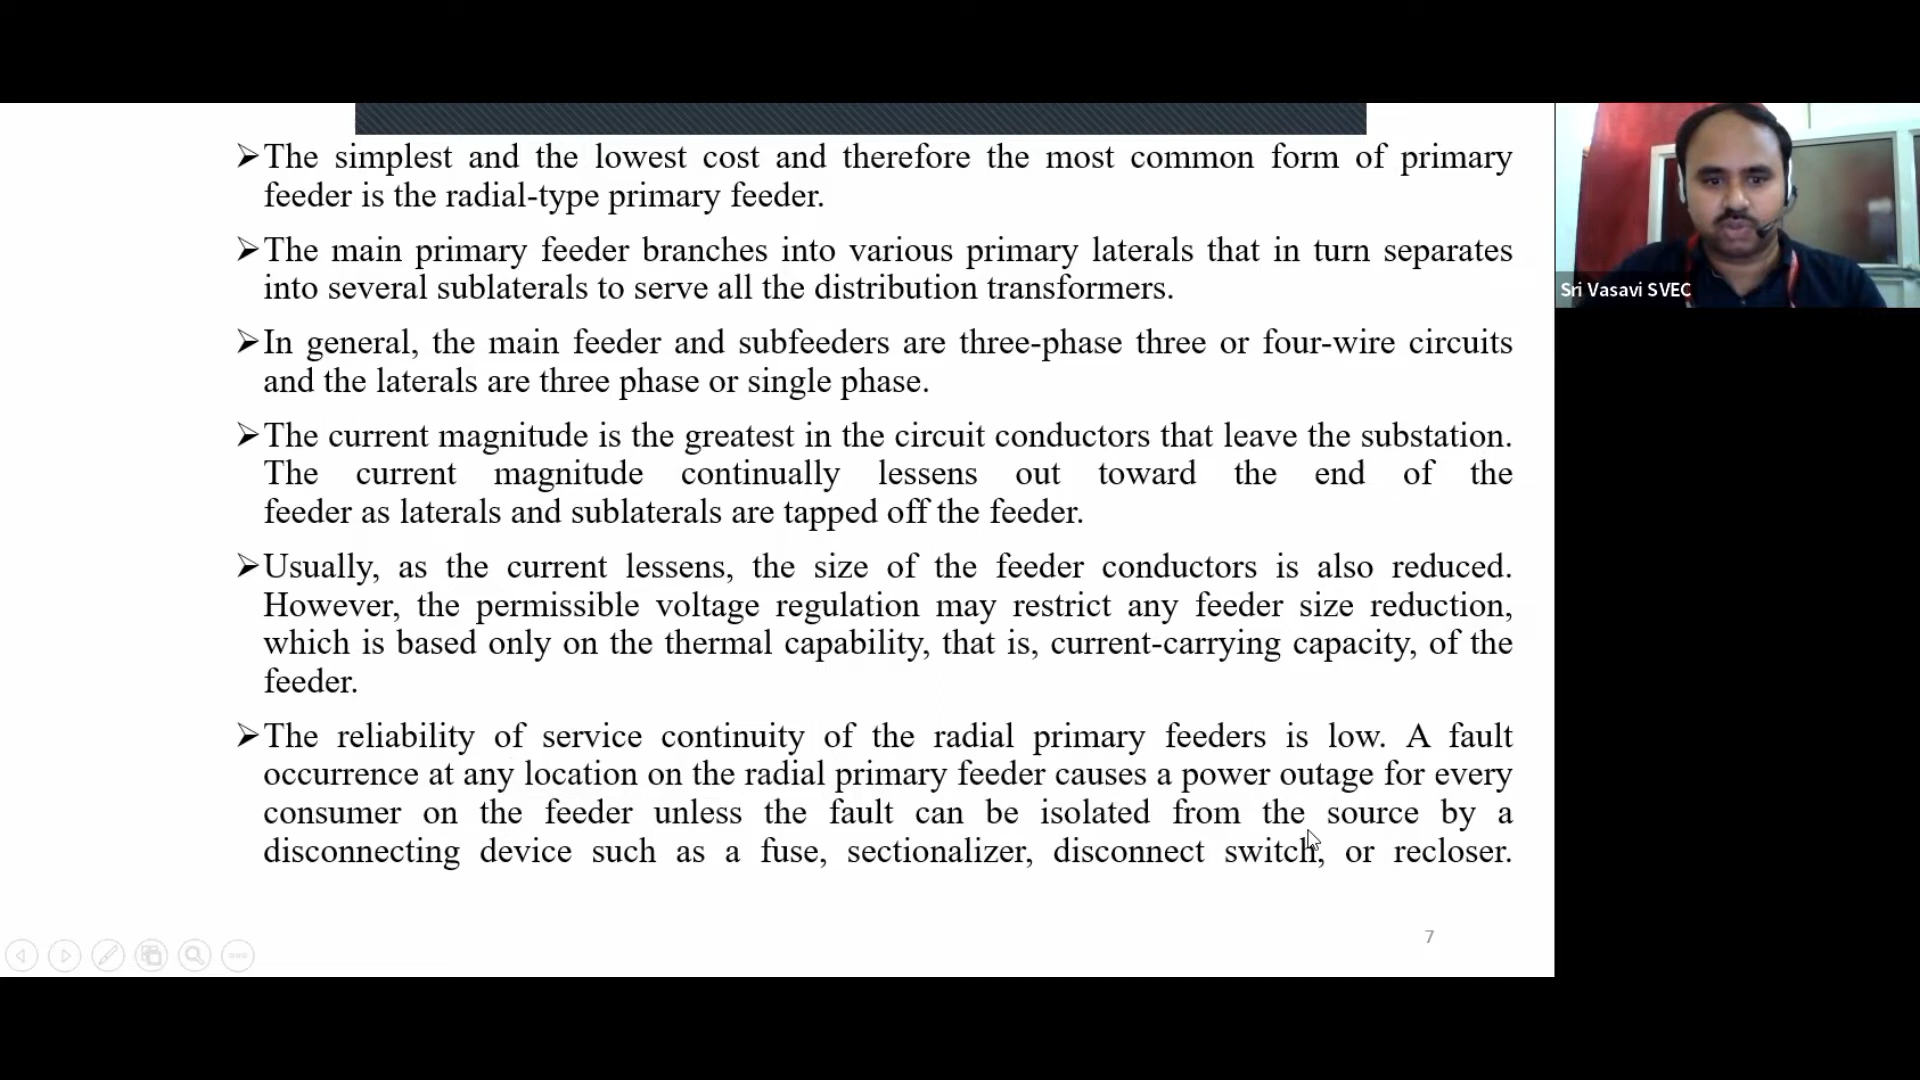 ➢The simplest and the lowest cost and therefore the most common form of primary
feeder is the radial-type primary feeder.
➢The main primary feeder branches into various primary laterals that in turn separates
into several sublaterals to serve all the distribution transformers.
➢In general, the main feeder and subfeeders are three-phase three or four-wire circuits
and the laterals are three phase or single phase.
➢The current magnitude is the greatest in the circuit conductors that leave the substation.
The current magnitude continually lessens out toward the end of the
feeder as laterals and sublaterals are tapped off the feeder.
➢Usually, as the current lessens, the size of the feeder conductors is also reduced.
However, the permissible voltage regulation may restrict any feeder size reduction,
which is based only on the thermal capability, that is, current-carrying capacity, of the
feeder.
➢The reliability of service continuity of the radial primary feeders is low. A fault
occurrence at any location on the radial primary feeder causes a power outage for every
consumer on the feeder unless the fault can be isolated from the source by a
disconnecting device such as a fuse, sectionalizer, disconnect switch, or recloser.
7
Sri Vasavi SVEC